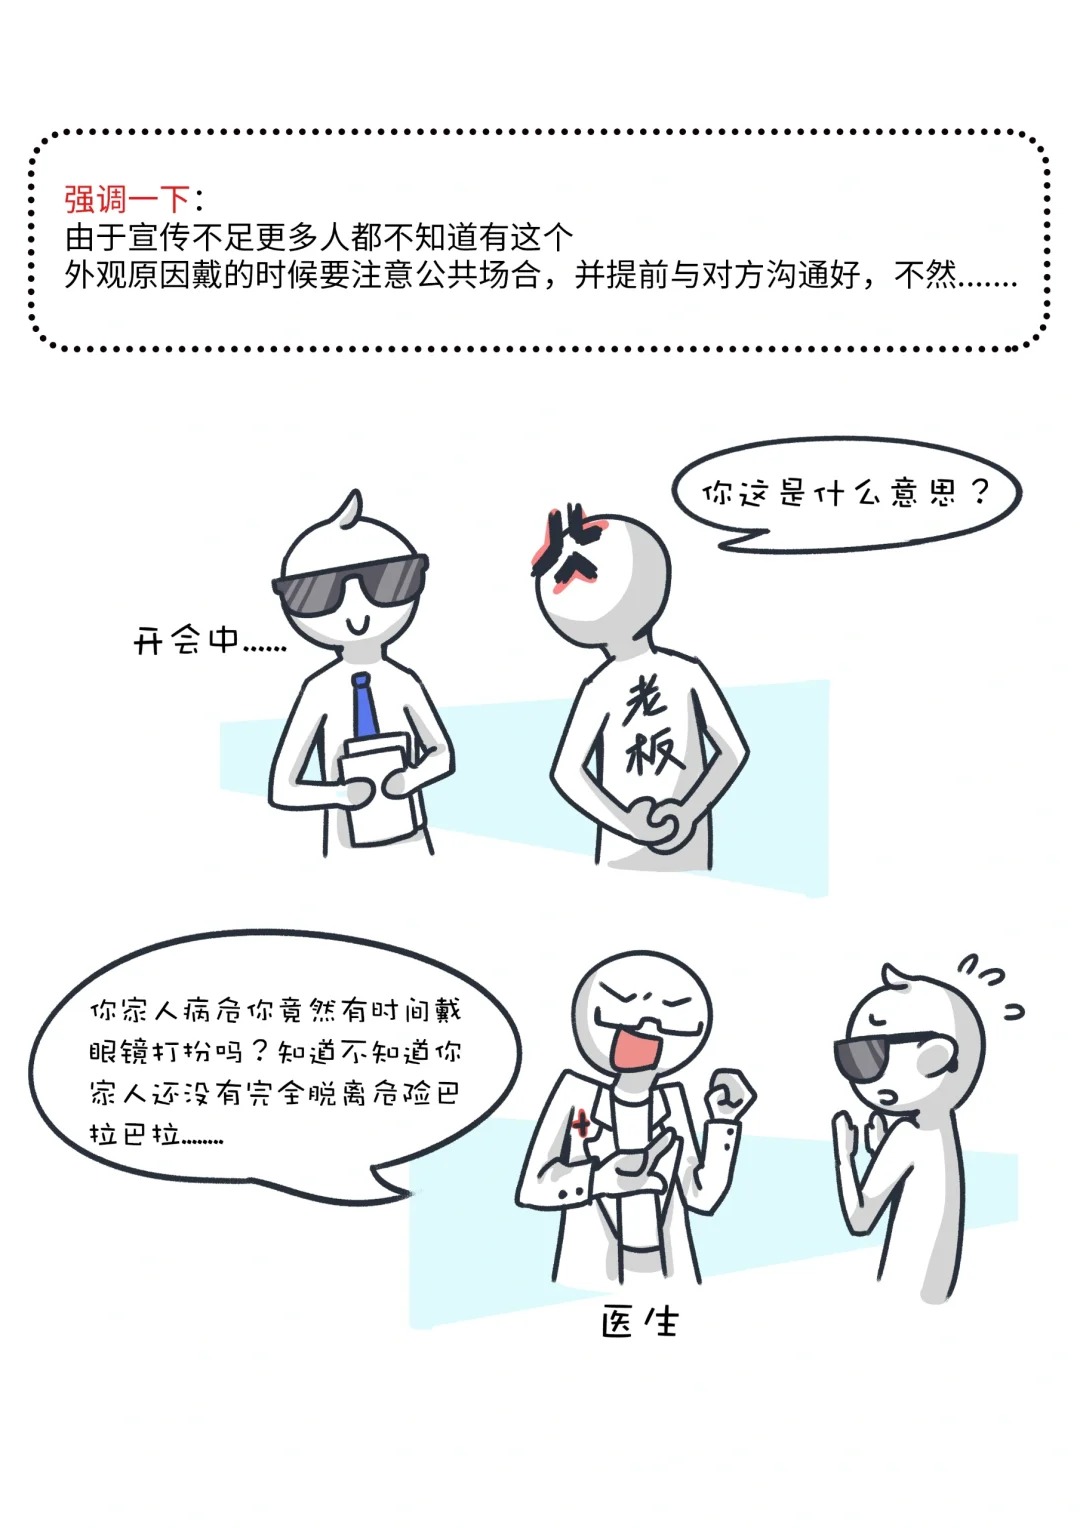 强调一下：
由于宣传不足更多人都不知道有这个
外观原因戴的时候要注意公共场合，并提前与对方沟通好，不然.......
你这是什么意思？
开会中......
老
板
你家人病危你竟然有时间戴
眼镜打扮吗？知道不知道你
家人还没有完全脱离危险巴
拉巴拉........
医生